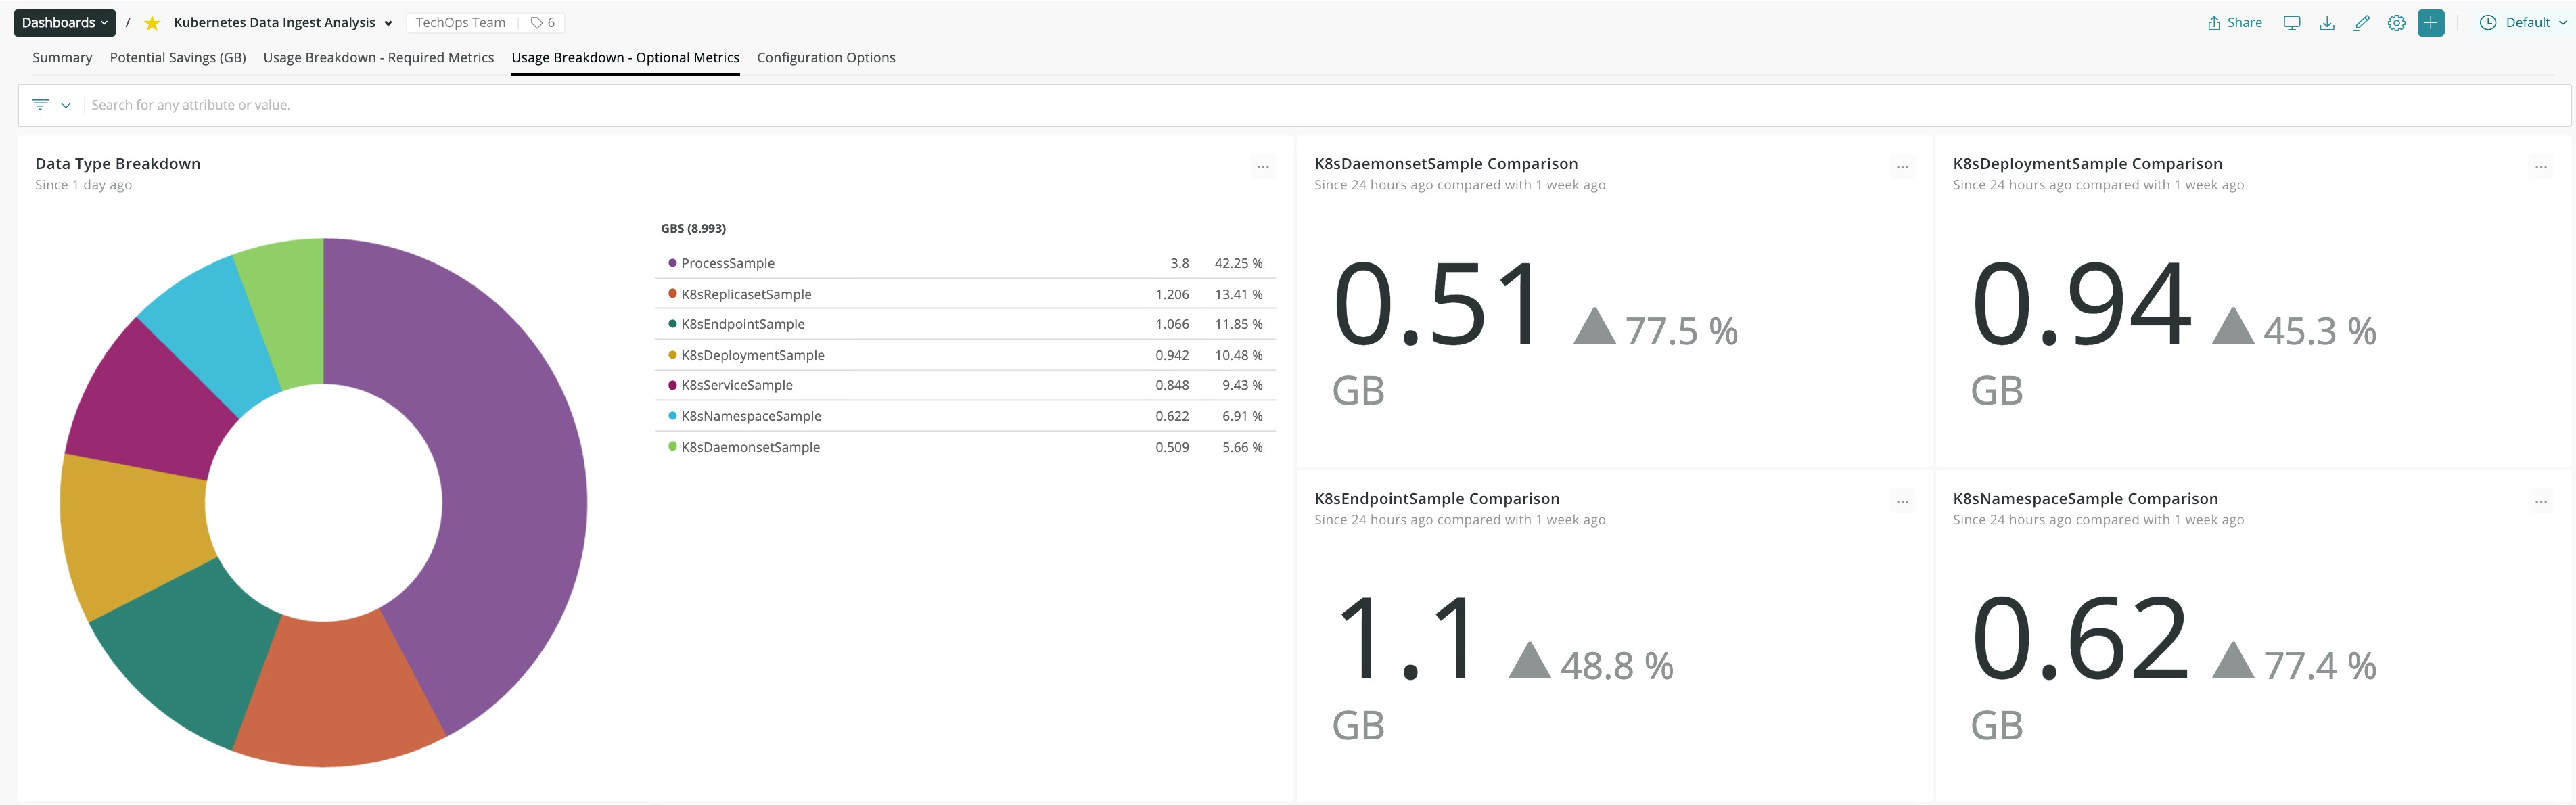 Dashboards / Kubernetes Data Ingest Analysis TechOps Team 6 Share Default
Summary Potential Savings (GB) Usage Breakdown - Required Metrics Usage Breakdown - Optional Metrics Configuration Options
Search for any attribute or value.
Data Type Breakdown ...
Since 1 day ago
GBS (8.993)
ProcessSample 3.8 42.25 %
K8sReplicasetSample 1.206 13.41 %
K8sEndpointSample 1.066 11.85 %
K8sDeploymentSample 0.942 10.48 %
K8sServiceSample 0.848 9.43 %
K8sNamespaceSample 0.622 6.91 %
K8sDaemonsetSample 0.509 5.66 %
K8sDaemonsetSample Comparison ...
Since 24 hours ago compared with 1 week ago
0.51 77.5 %
GB
K8sDeploymentSample Comparison ...
Since 24 hours ago compared with 1 week ago
0.94 45.3 %
GB
K8sEndpointSample Comparison ...
Since 24 hours ago compared with 1 week ago
1.1 48.8 %
GB
K8sNamespaceSample Comparison ...
Since 24 hours ago compared with 1 week ago
0.62 77.4 %
GB